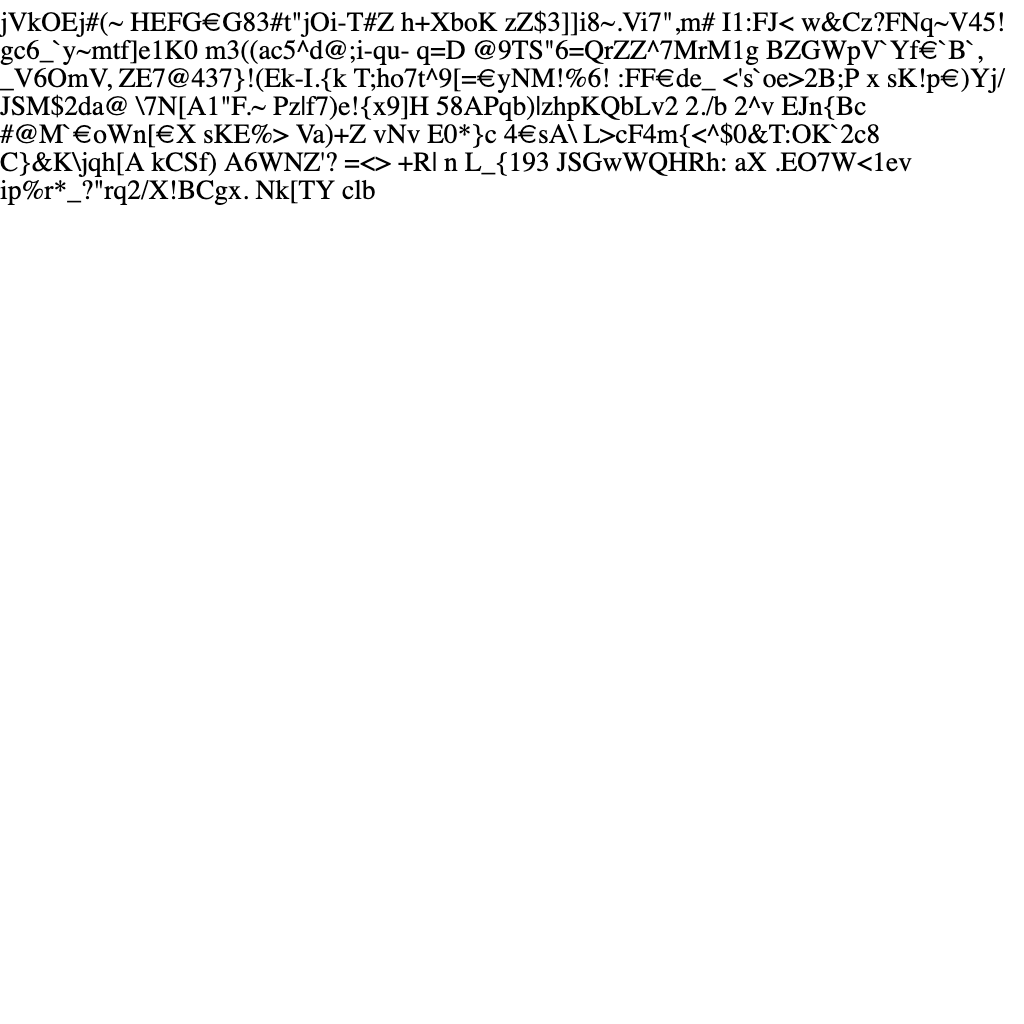 jVkOEj#(~ HEFG€G83#t"jOi-T#Z h+XboK zZ$3]]i8~.Vi7",m# I1:FJ< w&Cz?FNq~V45!
gc6_`y~mtf]e1K0 m3((ac5^d@;i-qu- q=D @9TS"6=QrZZ^7MrM1g BZGWpV`Yf€`B`,
_V6OmV, ZE7@437}!(Ek-I.{k T;ho7t^9[=€yNM!%6! :FF€de_ <'s`oe>2B;P x sK!p€)Yj/
JSM$2da@ \7N[A1"F.~ Pz|f7)e!{x9]H 58APqb)|zhpKQbLv2 2./b 2^v EJn{Bc
#@M`€oWn[€X sKE%> Va)+Z vNv E0*}c 4€sA\ L>cF4m{<^$0&T:OK`2c8
C}&K\jqh[A kCSf) A6WNZ'? =<> +R| n L_{193 JSGwWQHRh: aX .EO7W<1ev
ip%r*_?"rq2/X!BCgx. Nk[TY clb